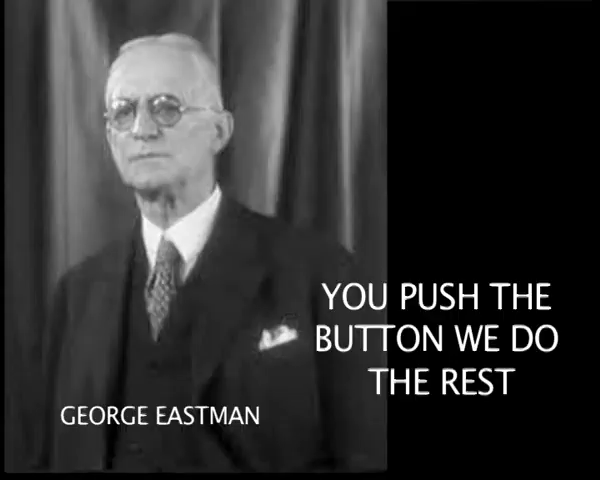 YOU PUSH THE
BUTTON WE DO
THE REST
GEORGE EASTMAN